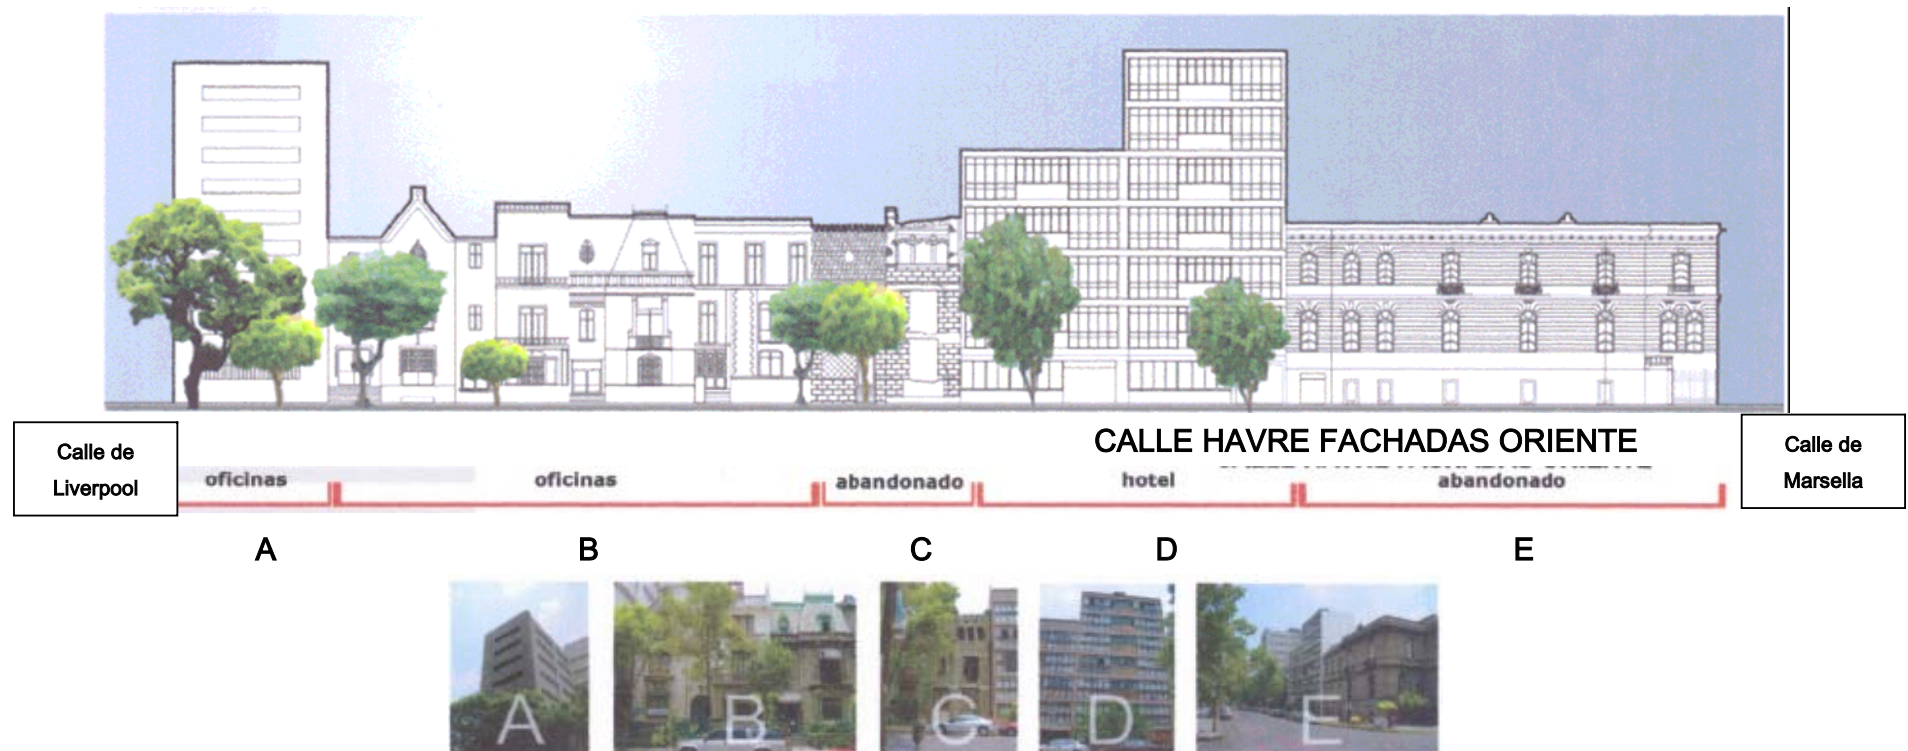 CALLE HAVRE FACHADAS ORIENTE
Calle de
Liverpool
Calle de
Marsella
oficinas
oficinas
abandonado
hotel
abandonado
A
B
C
D
E
A
B
C
D
E